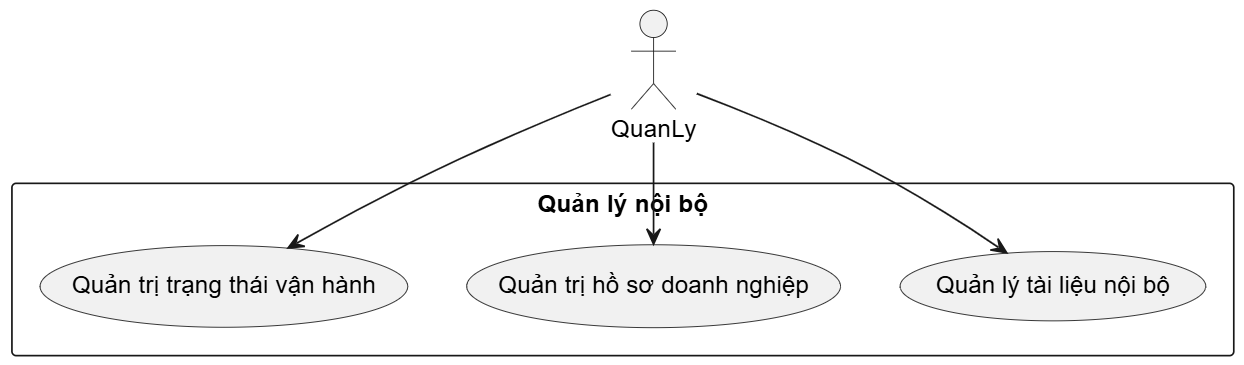 QuanLy
Quản lý nội bộ
Quản trị trạng thái vận hành
Quản trị hồ sơ doanh nghiệp
Quản lý tài liệu nội bộ